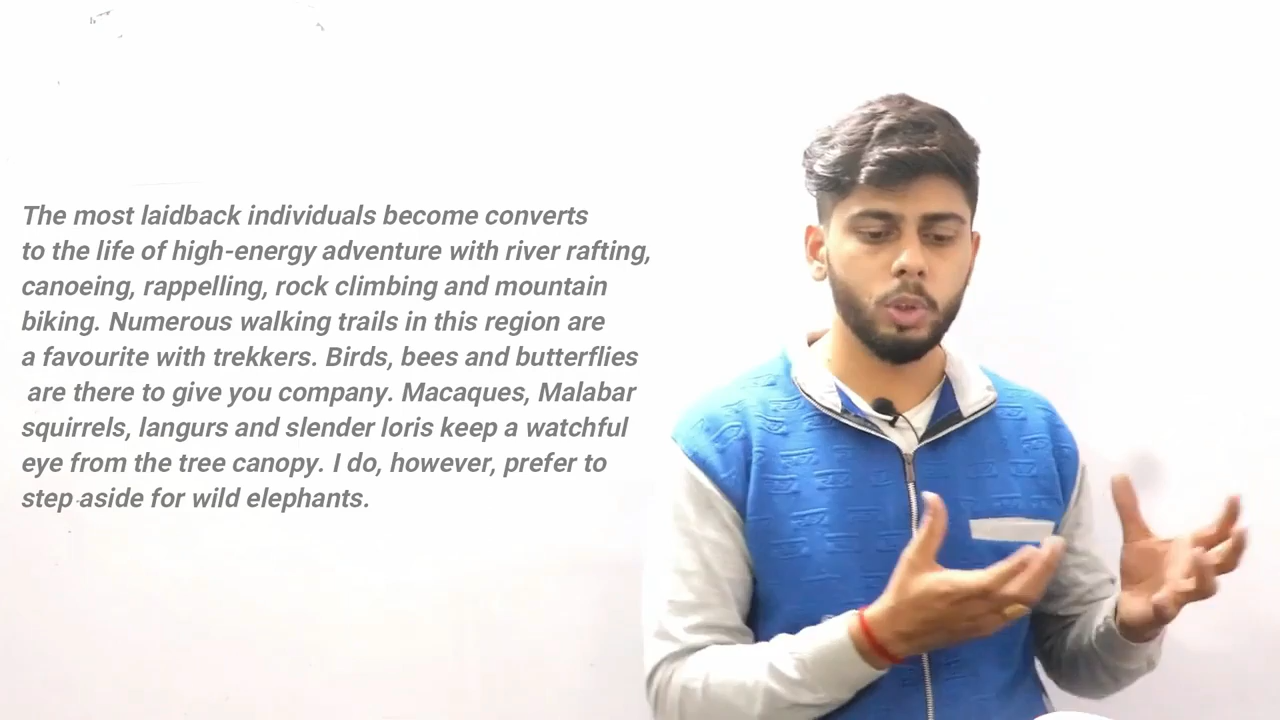 The most laidback individuals become converts
to the life of high-energy adventure with river rafting,
canoeing, rappelling, rock climbing and mountain
biking. Numerous walking trails in this region are
a favourite with trekkers. Birds, bees and butterflies
are there to give you company. Macaques, Malabar
squirrels, langurs and slender loris keep a watchful
eye from the tree canopy. I do, however, prefer to
step aside for wild elephants.